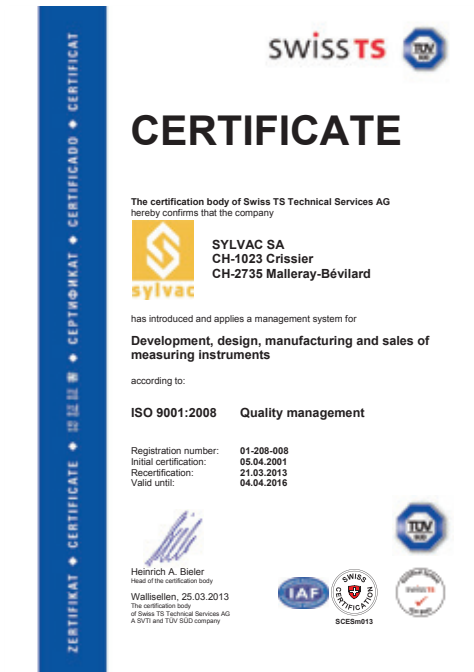 swiss TS
TÜV
SÜD
CERTIFICATE
The certification body of Swiss TS Technical Services AG
hereby confirms that the company
sylvac
SYLVAC SA
CH-1023 Crissier
CH-2735 Malleray-Bévilard
has introduced and applies a management system for
Development, design, manufacturing and sales of
measuring instruments
according to:
ISO 9001:2008 Quality management
Registration number: 01-208-008
Initial certification: 05.04.2001
Recertification: 21.03.2013
Valid until: 04.04.2016
TÜV
SÜD
Heinrich A. Bieler
Head of the certification body
Wallisellen, 25.03.2013
The certification body
of Swiss TS Technical Services AG
A SVTI and TÜV SÜD company
IAF
SWISS
CERTIFICATION
SCESm013
swissTS
ZERTIFIKAT ◆ CERTIFICATE ◆ ◆ СЕРТИФИКАТ ◆ CERTIFICADO ◆ CERTIFICAT